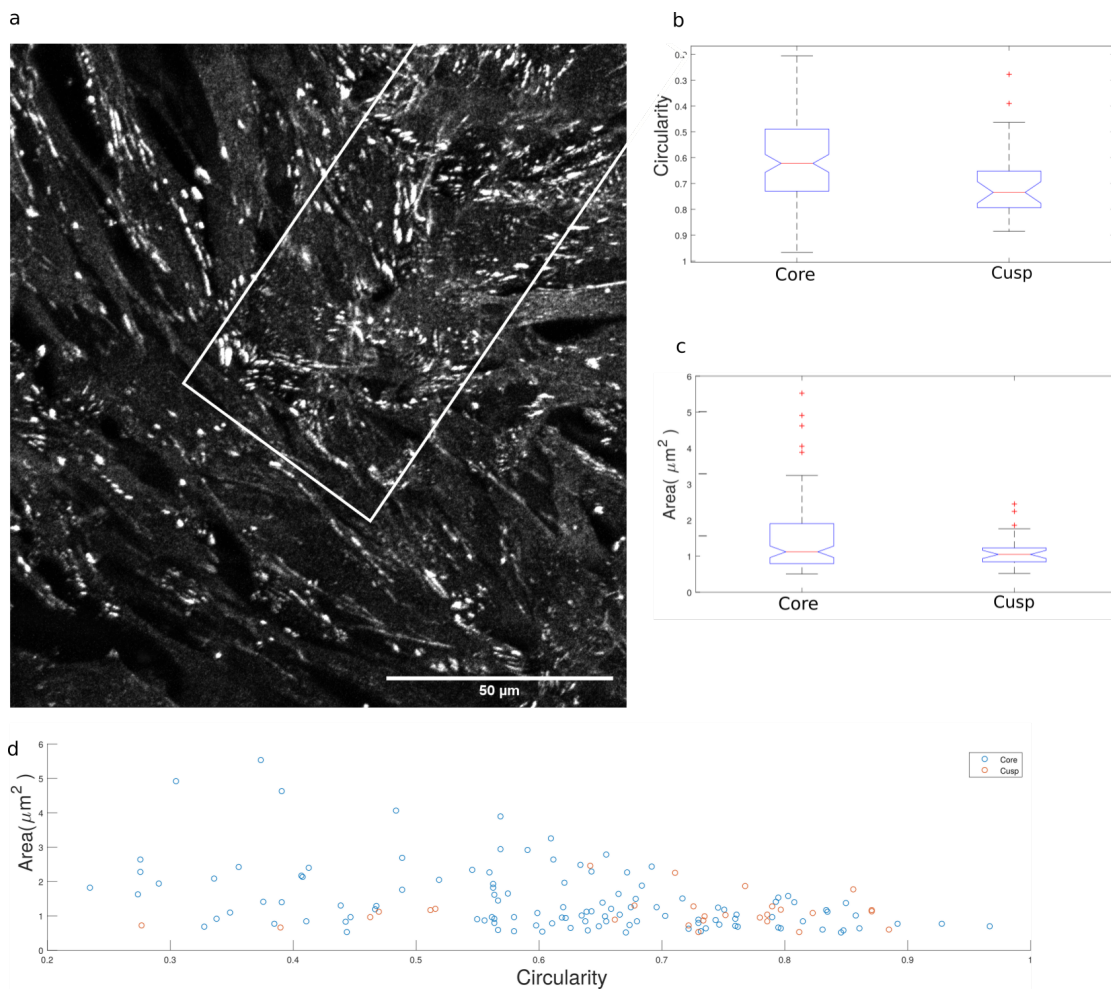 a
50 µm
b
Circularity
0.2
0.3
0.4
0.5
0.6
0.7
0.8
0.9
1
Core Cusp
c
Area( µm²)
6
5
4
3
2
1
0
Core Cusp
d
Area(µm²)
6
5
4
3
2
1
0
0.2 0.3 0.4 0.5 0.6 0.7 0.8 0.9 1
Circularity
Core
Cusp